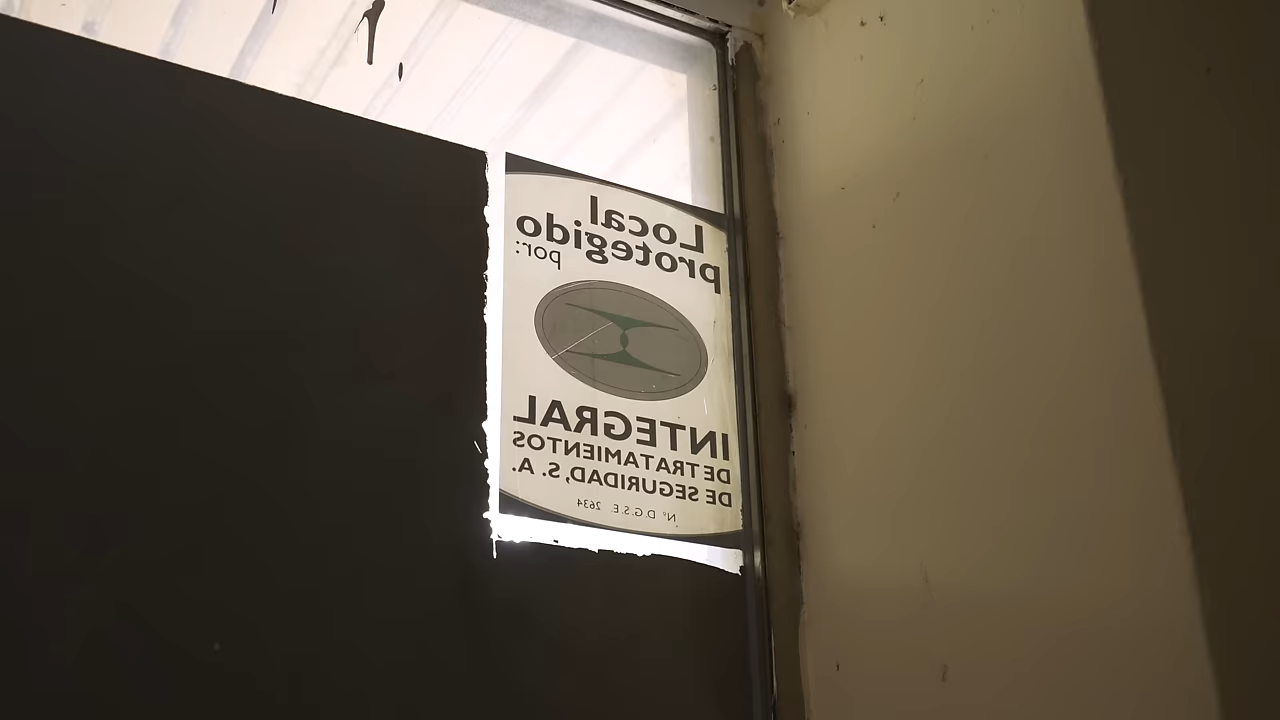 Local
protegido
por:
INTEGRAL
DE TRATAMIENTOS
DE SEGURIDAD, S. A.
Nº D.G.S.E. 2634